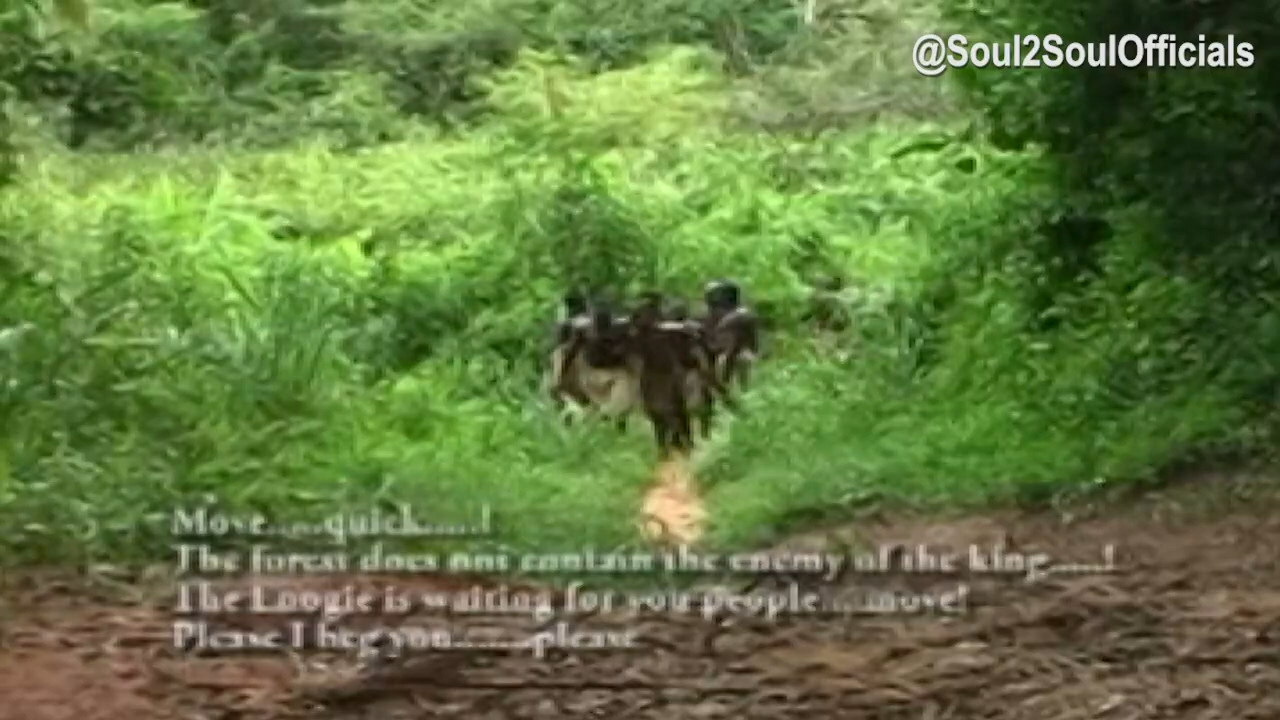 @Soul2SoulOfficials
Move......quick......!
The forest does not contain the enemy of the king.....!
The Loogie is waiting for you people....move!
Please I beg you........please